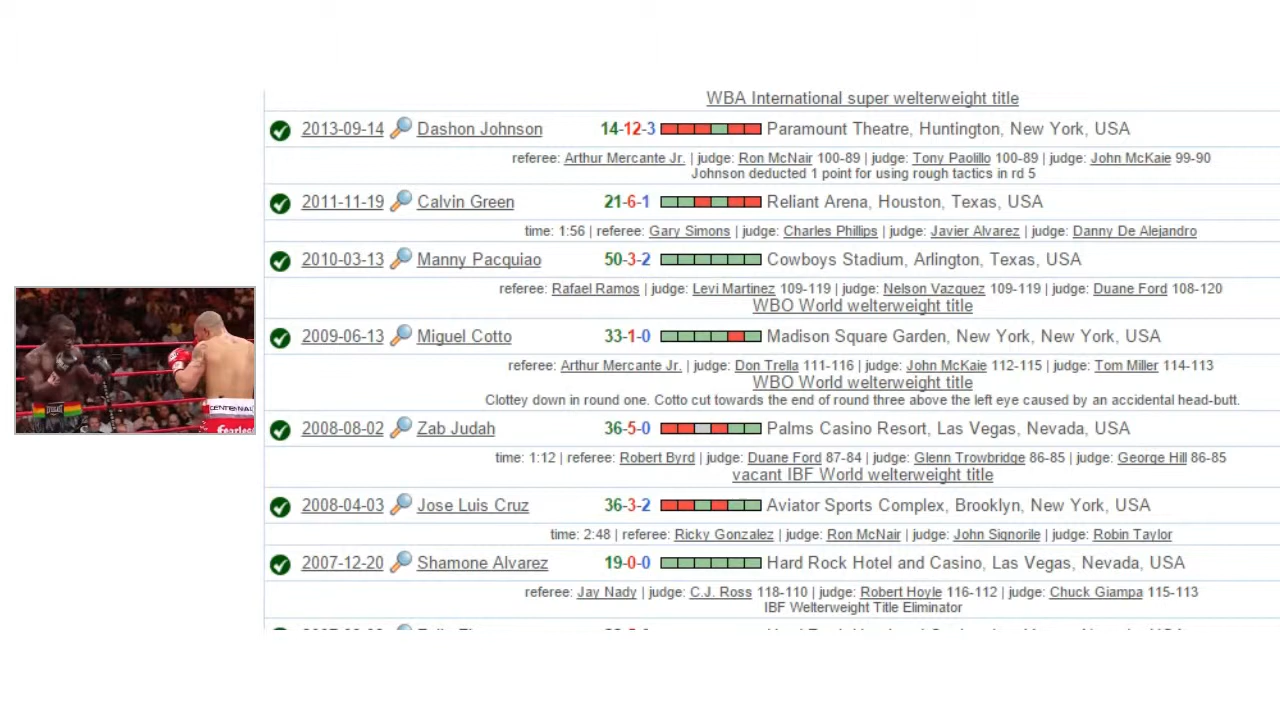 WBA International super welterweight title
2013-09-14 Dashon Johnson 14-12-3 Paramount Theatre, Huntington, New York, USA
referee: Arthur Mercante Jr. | judge: Ron McNair 100-89 | judge: Tony Paolillo 100-89 | judge: John McKaie 99-90
Johnson deducted 1 point for using rough tactics in rd 5
2011-11-19 Calvin Green 21-6-1 Reliant Arena, Houston, Texas, USA
time: 1:56 | referee: Gary Simons | judge: Charles Phillips | judge: Javier Alvarez | judge: Danny De Alejandro
2010-03-13 Manny Pacquiao 50-3-2 Cowboys Stadium, Arlington, Texas, USA
referee: Rafael Ramos | judge: Levi Martinez 109-119 | judge: Nelson Vazquez 109-119 | judge: Duane Ford 108-120
WBO World welterweight title
2009-06-13 Miguel Cotto 33-1-0 Madison Square Garden, New York, New York, USA
referee: Arthur Mercante Jr. | judge: Don Trella 111-116 | judge: John McKaie 112-115 | judge: Tom Miller 114-113
WBO World welterweight title
Clottey down in round one. Cotto cut towards the end of round three above the left eye caused by an accidental head-butt.
2008-08-02 Zab Judah 36-5-0 Palms Casino Resort, Las Vegas, Nevada, USA
time: 1:12 | referee: Robert Byrd | judge: Duane Ford 87-84 | judge: Glenn Trowbridge 86-85 | judge: George Hill 86-85
vacant IBF World welterweight title
2008-04-03 Jose Luis Cruz 36-3-2 Aviator Sports Complex, Brooklyn, New York, USA
time: 2:48 | referee: Ricky Gonzalez | judge: Ron McNair | judge: John Signorile | judge: Robin Taylor
2007-12-20 Shamone Alvarez 19-0-0 Hard Rock Hotel and Casino, Las Vegas, Nevada, USA
referee: Jay Nady | judge: C.J. Ross 118-110 | judge: Robert Hoyle 116-112 | judge: Chuck Giampa 115-113
IBF Welterweight Title Eliminator
CENTENNIAL
fearless